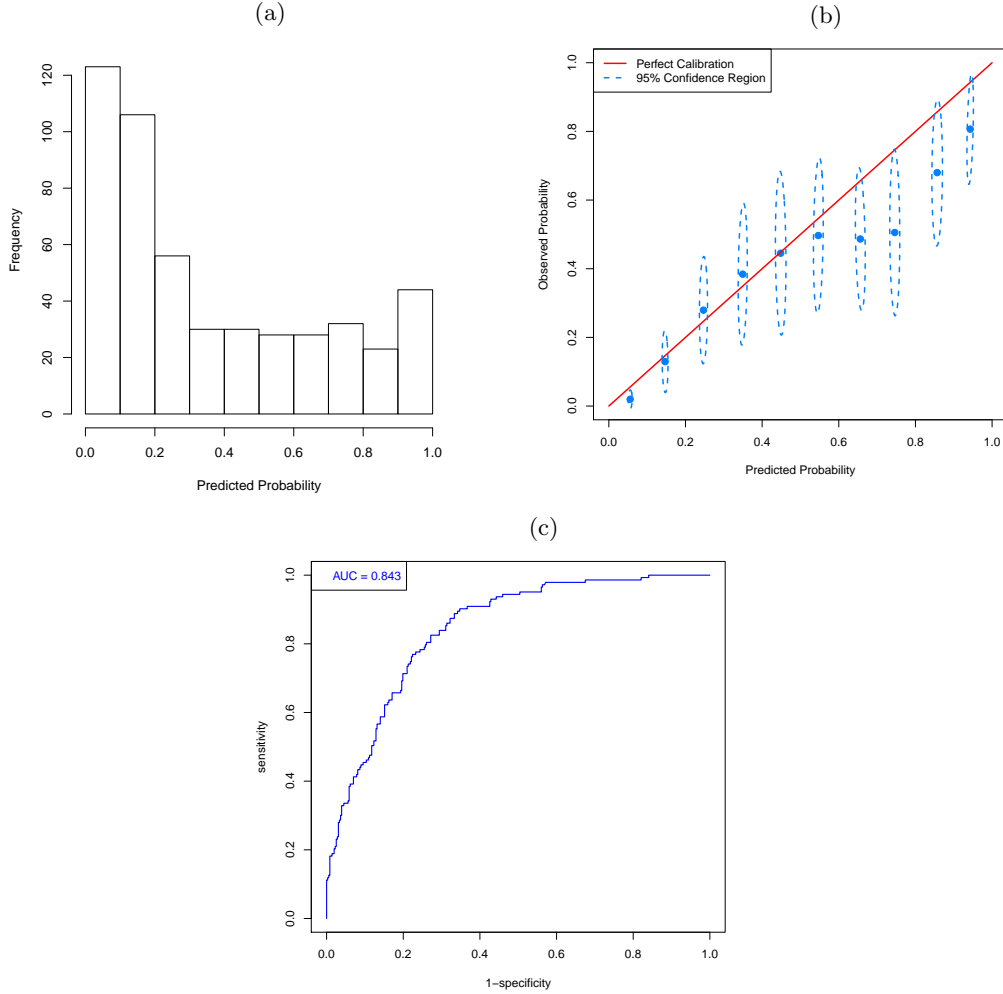 (a)
120
100
80
60
40
20
0
Frequency
0.0 0.2 0.4 0.6 0.8 1.0
Predicted Probability
(b)
Perfect Calibration
95% Confidence Region
1.0
0.8
0.6
0.4
0.2
0.0
Observed Probability
0.0 0.2 0.4 0.6 0.8 1.0
Predicted Probability
(c)
AUC = 0.843
1.0
0.8
0.6
0.4
0.2
0.0
sensitivity
0.0 0.2 0.4 0.6 0.8 1.0
1−specificity